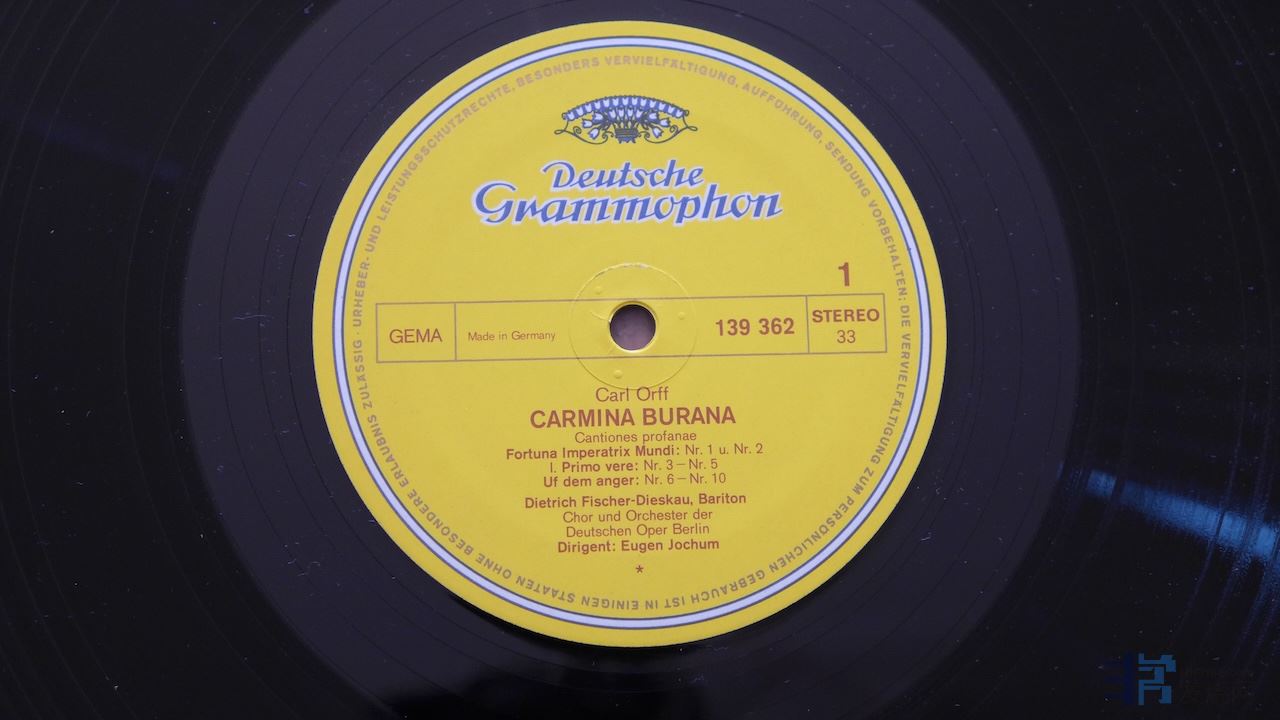 URHEBER- UND LEISTUNGSSCHUTZRECHTE, BESONDERS VERVIELFÄLTIGUNG, AUFFÜHRUNG, SENDUNG VORBEHALTEN; DIE VERVIELFÄLTIGUNG ZUM PERSÖNLICHEN GEBRAUCH IST IN EINIGEN STAATEN OHNE BESONDERE ERLAUBNIS ZULÄSSIG ·
Deutsche
Grammophon
1
GEMA
Made in Germany
139 362
STEREO
33
Carl Orff
CARMINA BURANA
Cantiones profanae
Fortuna Imperatrix Mundi: Nr. 1 u. Nr. 2
I. Primo vere: Nr. 3 – Nr. 5
Uf dem anger: Nr. 6 – Nr. 10
Dietrich Fischer-Dieskau, Bariton
Chor und Orchester der
Deutschen Oper Berlin
Dirigent: Eugen Jochum
*